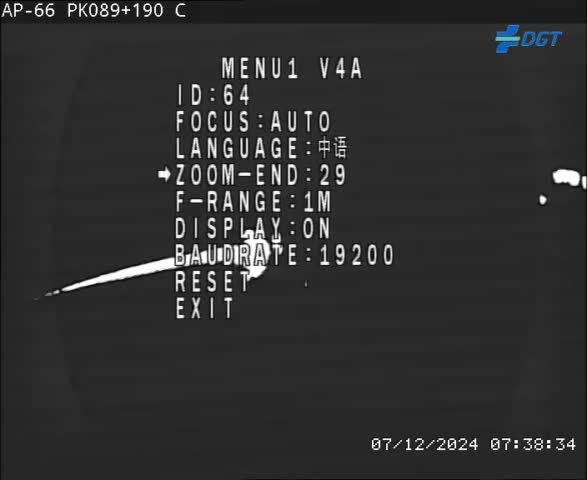 AP-66 PK089+190 C
DGT
MENU1 V4A
ID:64
FOCUS:AUTO
LANGUAGE:中语
ZOOM-END:29
F-RANGE:1M
DISPLAY:ON
BAUDRATE:19200
RESET
EXIT
07/12/2024 07:38:34